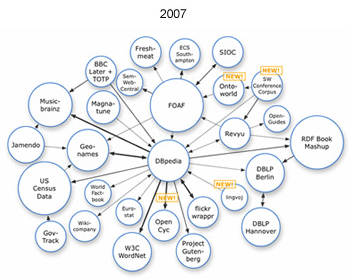 2007
BBC
Later +
TOTP
Fresh-
meat
ECS
South-
ampton
SIOC
Sem-
Web-
Central
NEW!
Onto-
world
NEW!
SW
Conference
Corpus
Music-
brainz
Magna-
tune
FOAF
Open-
Guides
Revyu
RDF Book
Mashup
Jamendo
Geo-
names
DBpedia
US
Census
Data
World
Fact-
book
NEW!
lingvoj
DBLP
Berlin
Euro-
stat
NEW!
Open
Cyc
flickr
wrappr
Wiki-
company
Gov-
Track
W3C
WordNet
Project
Guten-
berg
DBLP
Hannover